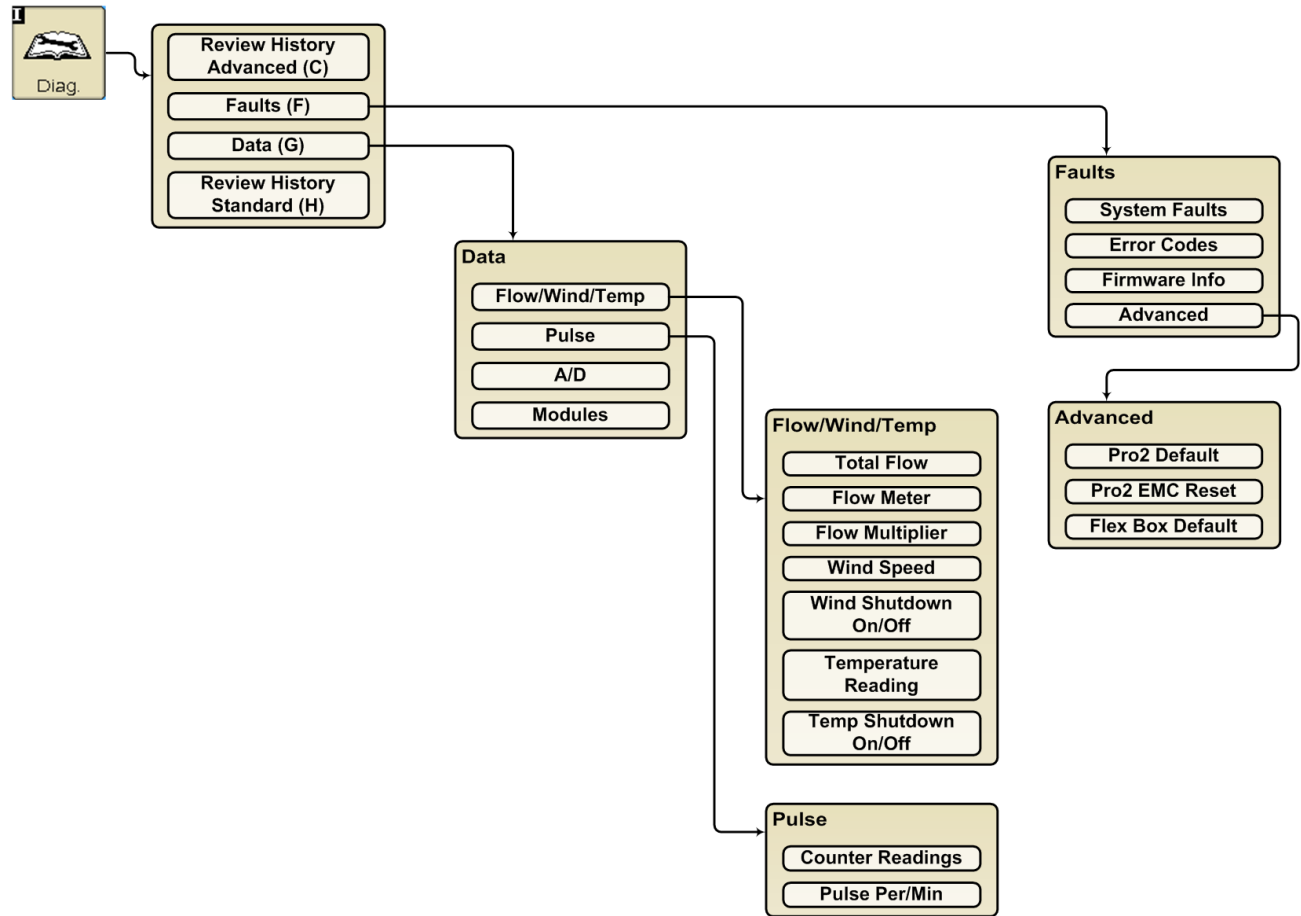 I
Diag.
Review History
Advanced (C)
Faults (F)
Data (G)
Review History
Standard (H)
Data
Flow/Wind/Temp
Pulse
A/D
Modules
Flow/Wind/Temp
Total Flow
Flow Meter
Flow Multiplier
Wind Speed
Wind Shutdown
On/Off
Temperature
Reading
Temp Shutdown
On/Off
Pulse
Counter Readings
Pulse Per/Min
Faults
System Faults
Error Codes
Firmware Info
Advanced
Advanced
Pro2 Default
Pro2 EMC Reset
Flex Box Default